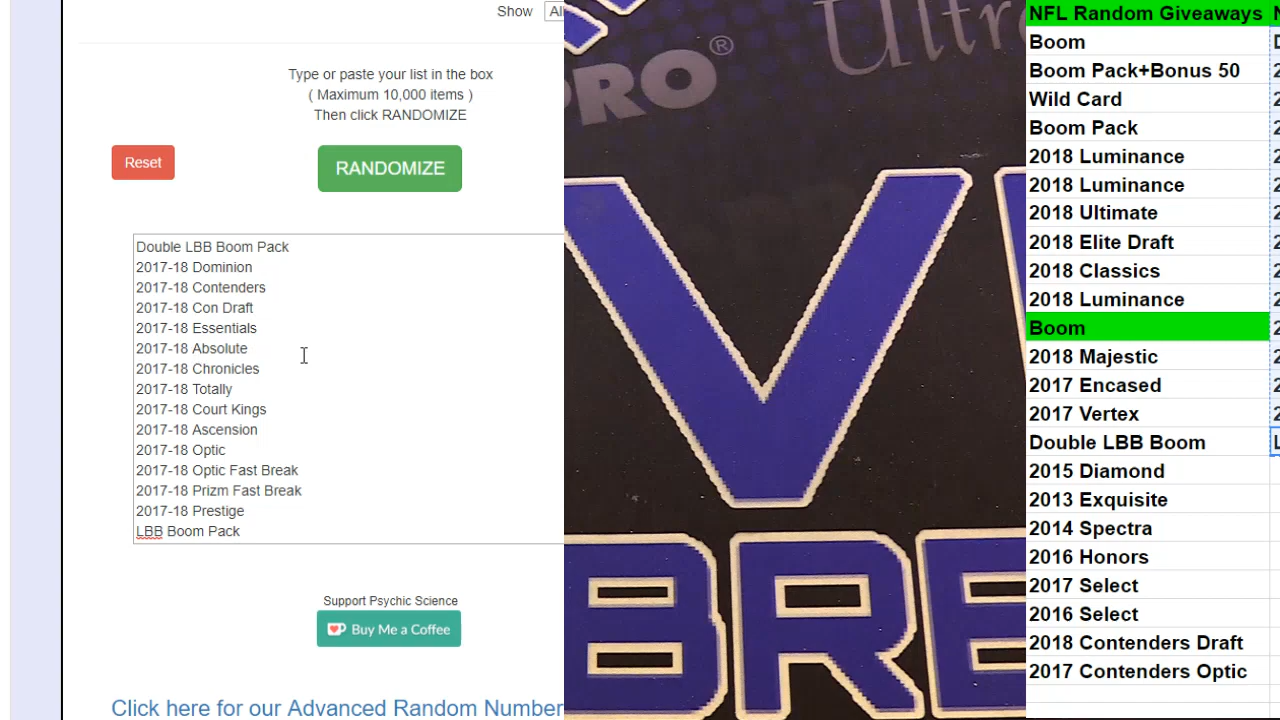 Show All
Type or paste your list in the box
( Maximum 10,000 items )
Then click RANDOMIZE
Reset
RANDOMIZE
Double LBB Boom Pack
2017-18 Dominion
2017-18 Contenders
2017-18 Con Draft
2017-18 Essentials
2017-18 Absolute
2017-18 Chronicles
2017-18 Totally
2017-18 Court Kings
2017-18 Ascension
2017-18 Optic
2017-18 Optic Fast Break
2017-18 Prizm Fast Break
2017-18 Prestige
LBB Boom Pack
Support Psychic Science
Buy Me a Coffee
Click here for our Advanced Random Number
PRO®
Ultra
V
BRE
NFL Random Giveaways
Boom
Boom Pack+Bonus 50
Wild Card
Boom Pack
2018 Luminance
2018 Luminance
2018 Ultimate
2018 Elite Draft
2018 Classics
2018 Luminance
Boom
2018 Majestic
2017 Encased
2017 Vertex
Double LBB Boom
2015 Diamond
2013 Exquisite
2014 Spectra
2016 Honors
2017 Select
2016 Select
2018 Contenders Draft
2017 Contenders Optic